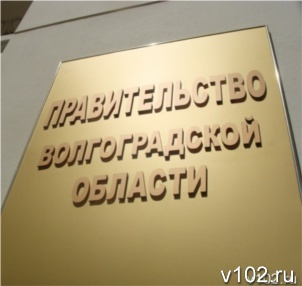 ПРАВИТЕЛЬСТВО
ВОЛГОГРАДСКОЙ
ОБЛАСТИ
v102.ru